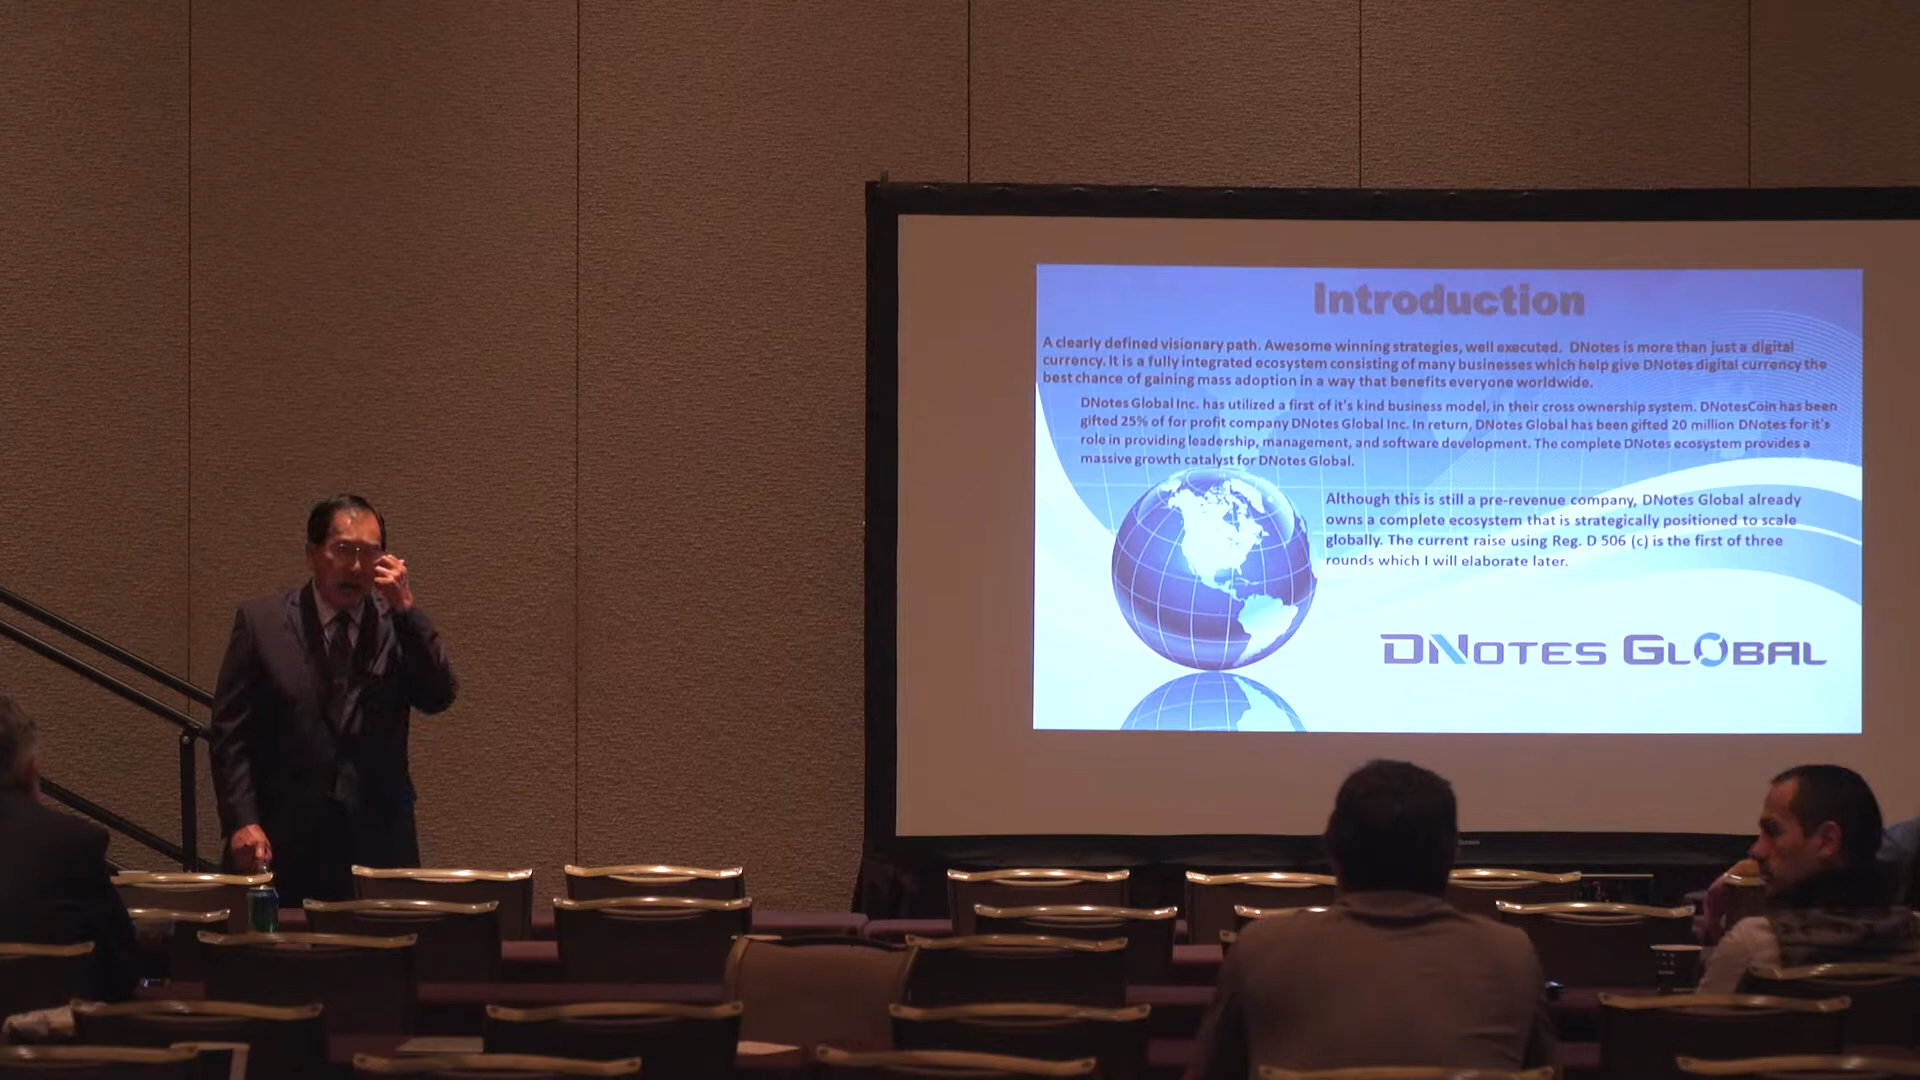 Introduction
A clearly defined visionary path. Awesome winning strategies, well executed. DNotes is more than just a digital
currency. It is a fully integrated ecosystem consisting of many businesses which help give DNotes digital currency the
best chance of gaining mass adoption in a way that benefits everyone worldwide.
DNotes Global Inc. has utilized a first of it's kind business model, in their cross ownership system. DNotesCoin has been
gifted 25% of for profit company DNotes Global Inc. In return, DNotes Global has been gifted 20 million DNotes for it's
role in providing leadership, management, and software development. The complete DNotes ecosystem provides a
massive growth catalyst for DNotes Global.
Although this is still a pre-revenue company, DNotes Global already
owns a complete ecosystem that is strategically positioned to scale
globally. The current raise using Reg. D 506 (c) is the first of three
rounds which I will elaborate later.
DNOTES GLOBAL